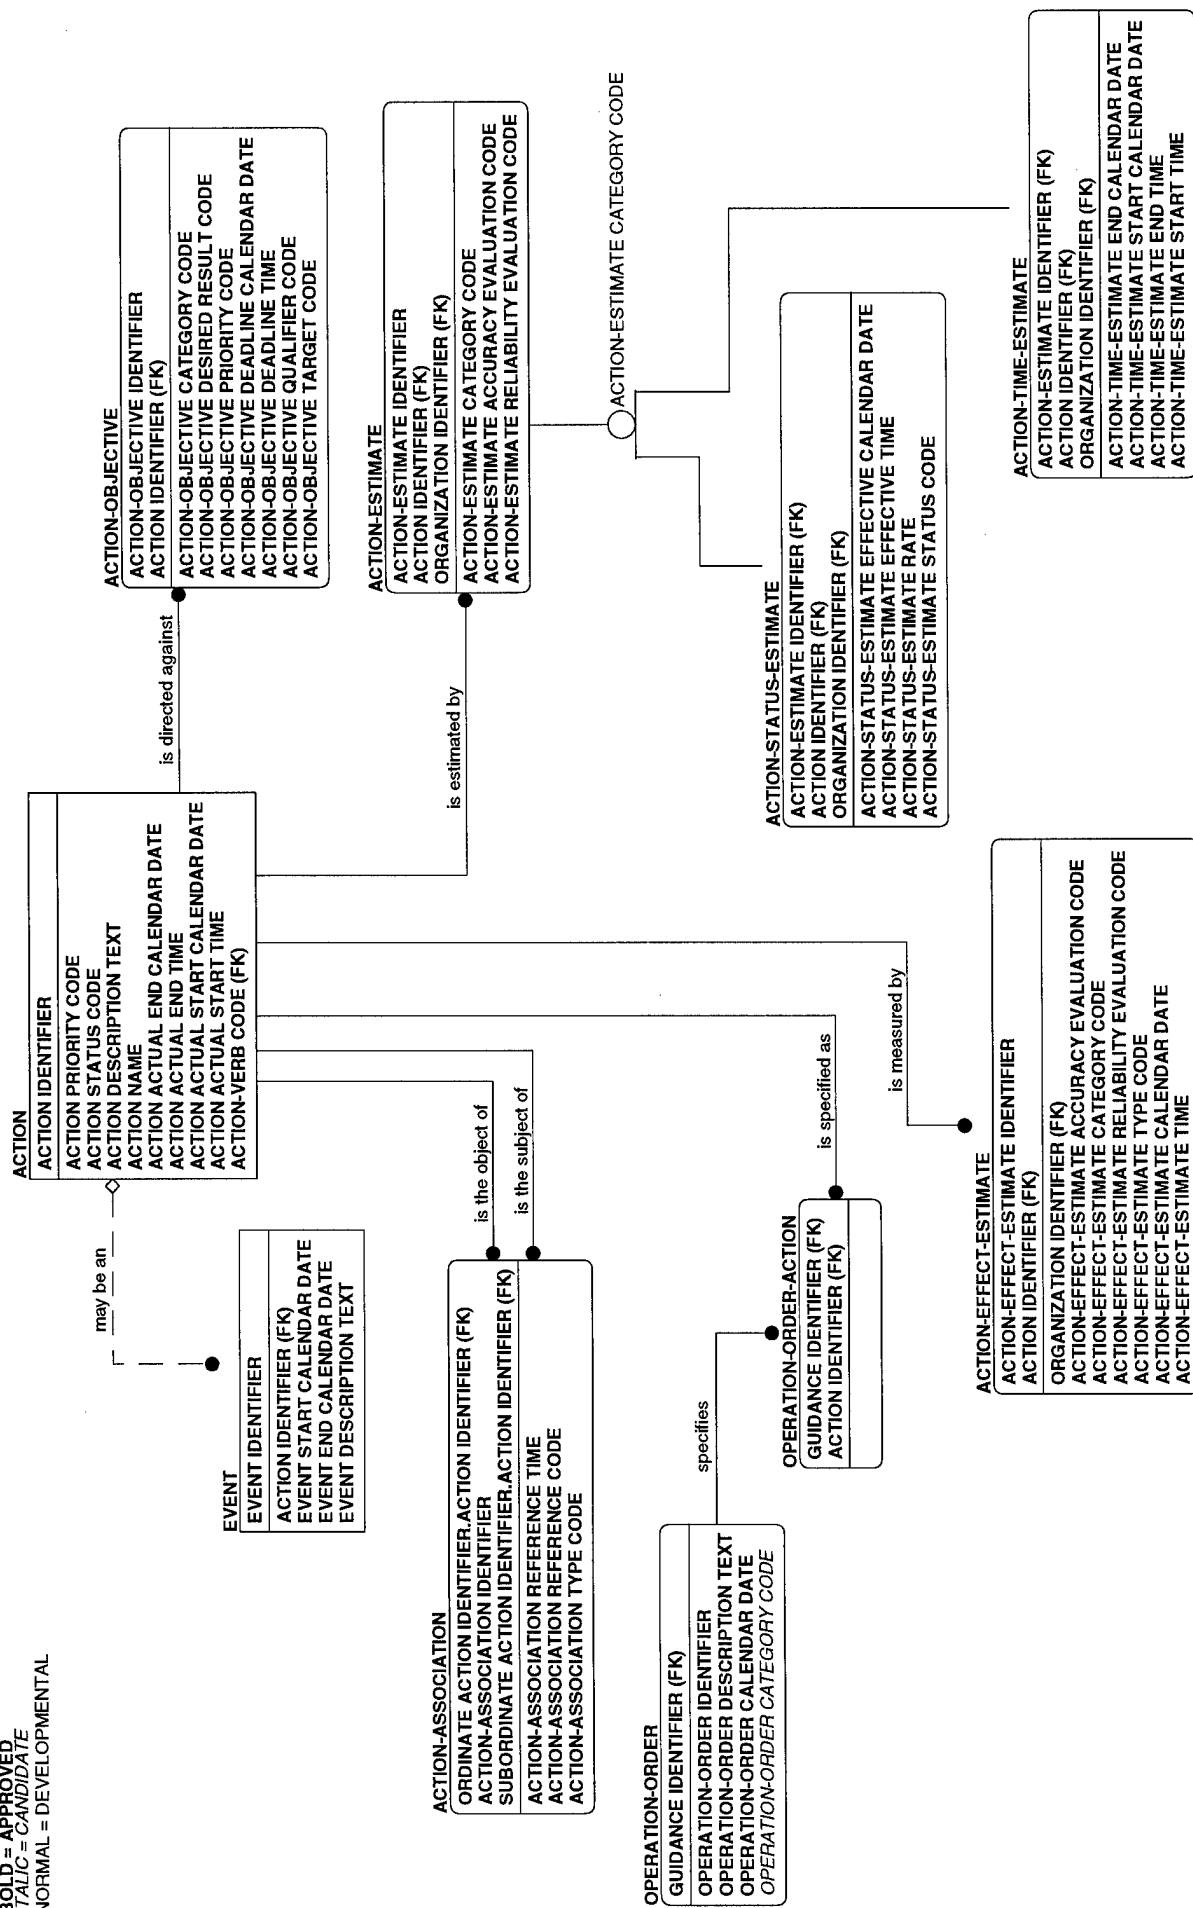 BOLD = APPROVED
ITALIC = CANDIDATE
NORMAL = DEVELOPMENTAL
ACTION
ACTION IDENTIFIER
ACTION PRIORITY CODE
ACTION STATUS CODE
ACTION DESCRIPTION TEXT
ACTION NAME
ACTION ACTUAL END CALENDAR DATE
ACTION ACTUAL END TIME
ACTION ACTUAL START CALENDAR DATE
ACTION ACTUAL START TIME
ACTION-VERB CODE (FK)
may be an
is directed against
ACTION-OBJECTIVE
ACTION-OBJECTIVE IDENTIFIER
ACTION IDENTIFIER (FK)
ACTION-OBJECTIVE CATEGORY CODE
ACTION-OBJECTIVE DESIRED RESULT CODE
ACTION-OBJECTIVE PRIORITY CODE
ACTION-OBJECTIVE DEADLINE CALENDAR DATE
ACTION-OBJECTIVE DEADLINE TIME
ACTION-OBJECTIVE QUALIFIER CODE
ACTION-OBJECTIVE TARGET CODE
EVENT
EVENT IDENTIFIER
ACTION IDENTIFIER (FK)
EVENT START CALENDAR DATE
EVENT END CALENDAR DATE
EVENT DESCRIPTION TEXT
is estimated by
ACTION-ESTIMATE
ACTION-ESTIMATE IDENTIFIER
ACTION IDENTIFIER (FK)
ORGANIZATION IDENTIFIER (FK)
ACTION-ESTIMATE CATEGORY CODE
ACTION-ESTIMATE ACCURACY EVALUATION CODE
ACTION-ESTIMATE RELIABILITY EVALUATION CODE
ACTION-ESTIMATE CATEGORY CODE
is the object of
is the subject of
ACTION-ASSOCIATION
ORDINATE ACTION IDENTIFIER.ACTION IDENTIFIER (FK)
ACTION-ASSOCIATION IDENTIFIER
SUBORDINATE ACTION IDENTIFIER.ACTION IDENTIFIER (FK)
ACTION-ASSOCIATION REFERENCE TIME
ACTION-ASSOCIATION REFERENCE CODE
ACTION-ASSOCIATION TYPE CODE
OPERATION-ORDER
GUIDANCE IDENTIFIER (FK)
OPERATION-ORDER IDENTIFIER
OPERATION-ORDER DESCRIPTION TEXT
OPERATION-ORDER CALENDAR DATE
OPERATION-ORDER CATEGORY CODE
specifies
is specified as
OPERATION-ORDER-ACTION
GUIDANCE IDENTIFIER (FK)
ACTION IDENTIFIER (FK)
ACTION-STATUS-ESTIMATE
ACTION-ESTIMATE IDENTIFIER (FK)
ACTION IDENTIFIER (FK)
ORGANIZATION IDENTIFIER (FK)
ACTION-STATUS-ESTIMATE EFFECTIVE CALENDAR DATE
ACTION-STATUS-ESTIMATE EFFECTIVE TIME
ACTION-STATUS-ESTIMATE RATE
ACTION-STATUS-ESTIMATE STATUS CODE
is measured by
ACTION-EFFECT-ESTIMATE
ACTION-EFFECT-ESTIMATE IDENTIFIER
ACTION IDENTIFIER (FK)
ORGANIZATION IDENTIFIER (FK)
ACTION-EFFECT-ESTIMATE ACCURACY EVALUATION CODE
ACTION-EFFECT-ESTIMATE CATEGORY CODE
ACTION-EFFECT-ESTIMATE RELIABILITY EVALUATION CODE
ACTION-EFFECT-ESTIMATE TYPE CODE
ACTION-EFFECT-ESTIMATE CALENDAR DATE
ACTION-EFFECT-ESTIMATE TIME
ACTION-TIME-ESTIMATE
ACTION-ESTIMATE IDENTIFIER (FK)
ACTION IDENTIFIER (FK)
ORGANIZATION IDENTIFIER (FK)
ACTION-TIME-ESTIMATE END CALENDAR DATE
ACTION-TIME-ESTIMATE START CALENDAR DATE
ACTION-TIME-ESTIMATE END TIME
ACTION-TIME-ESTIMATE START TIME